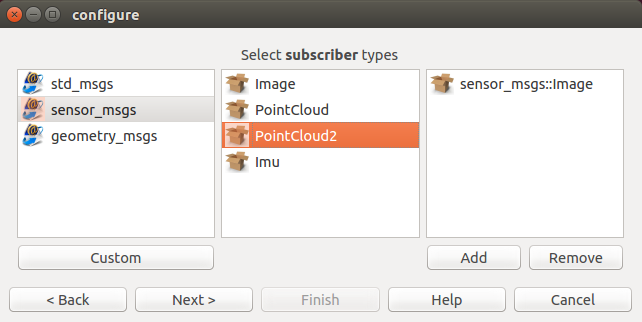 configure
Select subscriber types
std_msgs
sensor_msgs
geometry_msgs
Image
PointCloud
PointCloud2
Imu
sensor_msgs::Image
Custom
Add
Remove
< Back
Next >
Finish
Help
Cancel